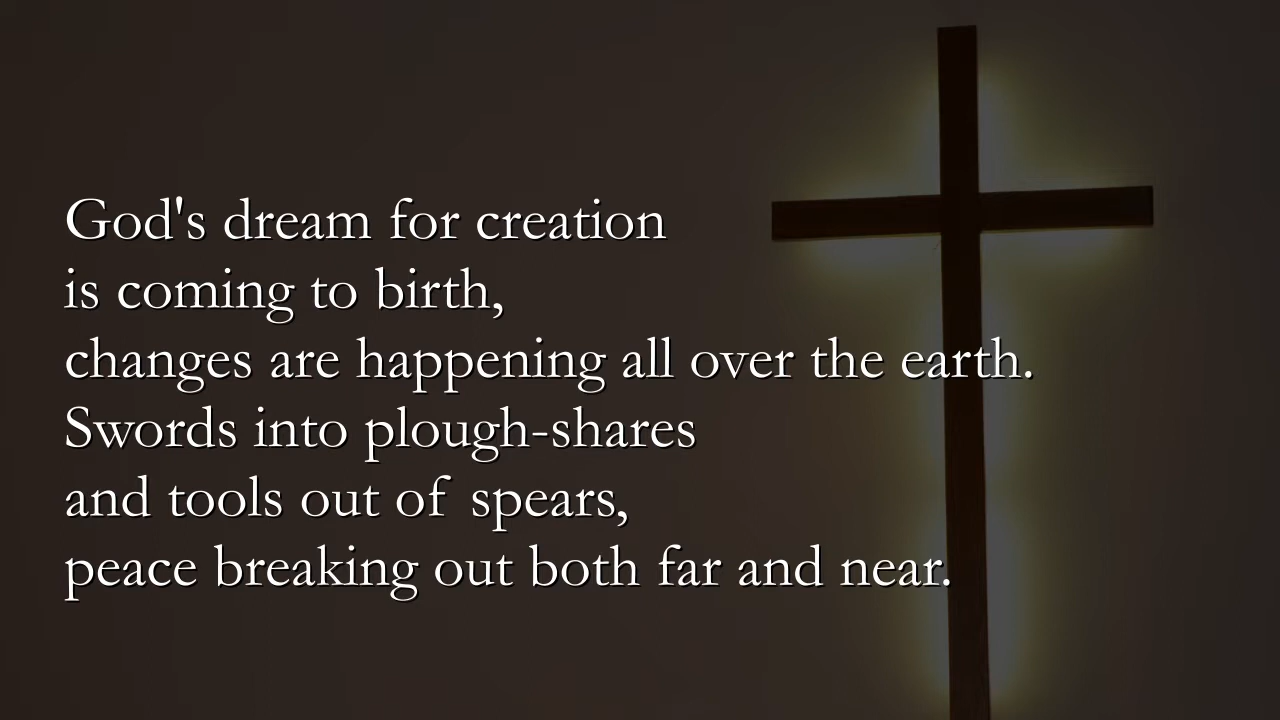 God's dream for creation
is coming to birth,
changes are happening all over the earth.
Swords into plough-shares
and tools out of spears,
peace breaking out both far and near.